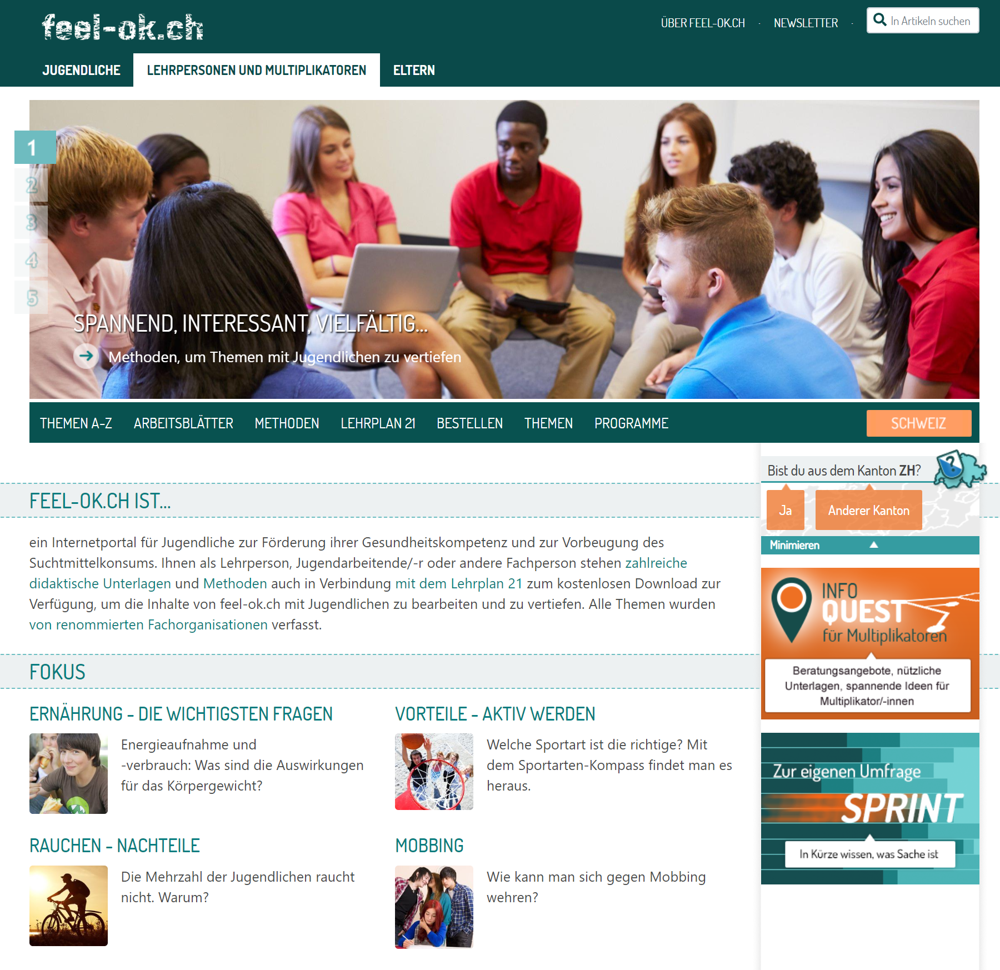 feel-ok.ch
ÜBER FEEL-OK.CH · NEWSLETTER ·
In Artikeln suchen
JUGENDLICHE
LEHRPERSONEN UND MULTIPLIKATOREN
ELTERN
1
2
3
4
5
SPANNEND, INTERESSANT, VIELFÄLTIG...
Methoden, um Themen mit Jugendlichen zu vertiefen
THEMEN A-Z ARBEITSBLÄTTER METHODEN LEHRPLAN 21 BESTELLEN THEMEN PROGRAMME
SCHWEIZ
FEEL-OK.CH IST...
ein Internetportal für Jugendliche zur Förderung ihrer Gesundheitskompetenz und zur Vorbeugung des
Suchtmittelkonsums. Ihnen als Lehrperson, Jugendarbeitende/-r oder andere Fachperson stehen zahlreiche
didaktische Unterlagen und Methoden auch in Verbindung mit dem Lehrplan 21 zum kostenlosen Download zur
Verfügung, um die Inhalte von feel-ok.ch mit Jugendlichen zu bearbeiten und zu vertiefen. Alle Themen wurden
von renommierten Fachorganisationen verfasst.
FOKUS
ERNÄHRUNG - DIE WICHTIGSTEN FRAGEN
Energieaufnahme und
-verbrauch: Was sind die Auswirkungen
für das Körpergewicht?
VORTEILE - AKTIV WERDEN
Welche Sportart ist die richtige? Mit
dem Sportarten-Kompass findet man es
heraus.
RAUCHEN - NACHTEILE
Die Mehrzahl der Jugendlichen raucht
nicht. Warum?
MOBBING
Wie kann man sich gegen Mobbing
wehren?
Bist du aus dem Kanton ZH?
?
Ja
Anderer Kanton
Minimieren
INFO
QUEST
für Multiplikatoren
Beratungsangebote, nützliche
Unterlagen, spannende Ideen für
Multiplikator/-innen
Zur eigenen Umfrage
SPRINT
In Kürze wissen, was Sache ist